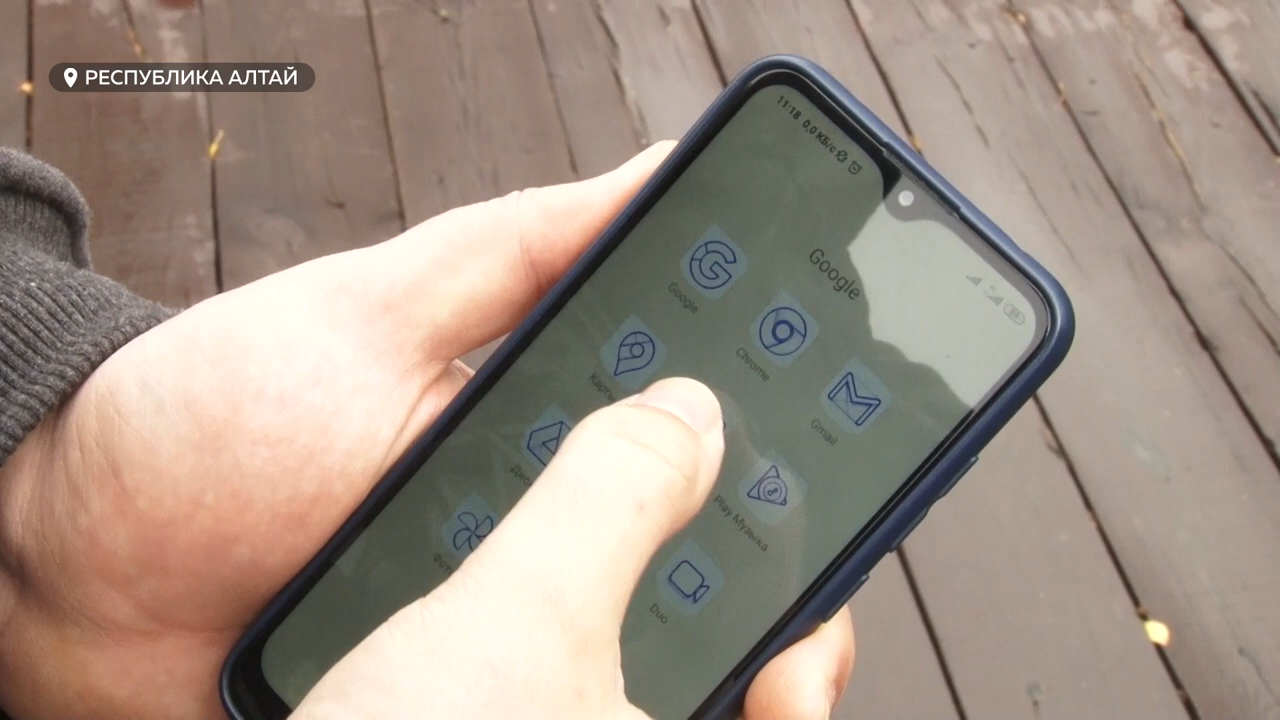 РЕСПУБЛИКА АЛТАЙ
11:18 0,0 КБ/с
Google
Google
Chrome
Gmail
Play Музыка
Duo